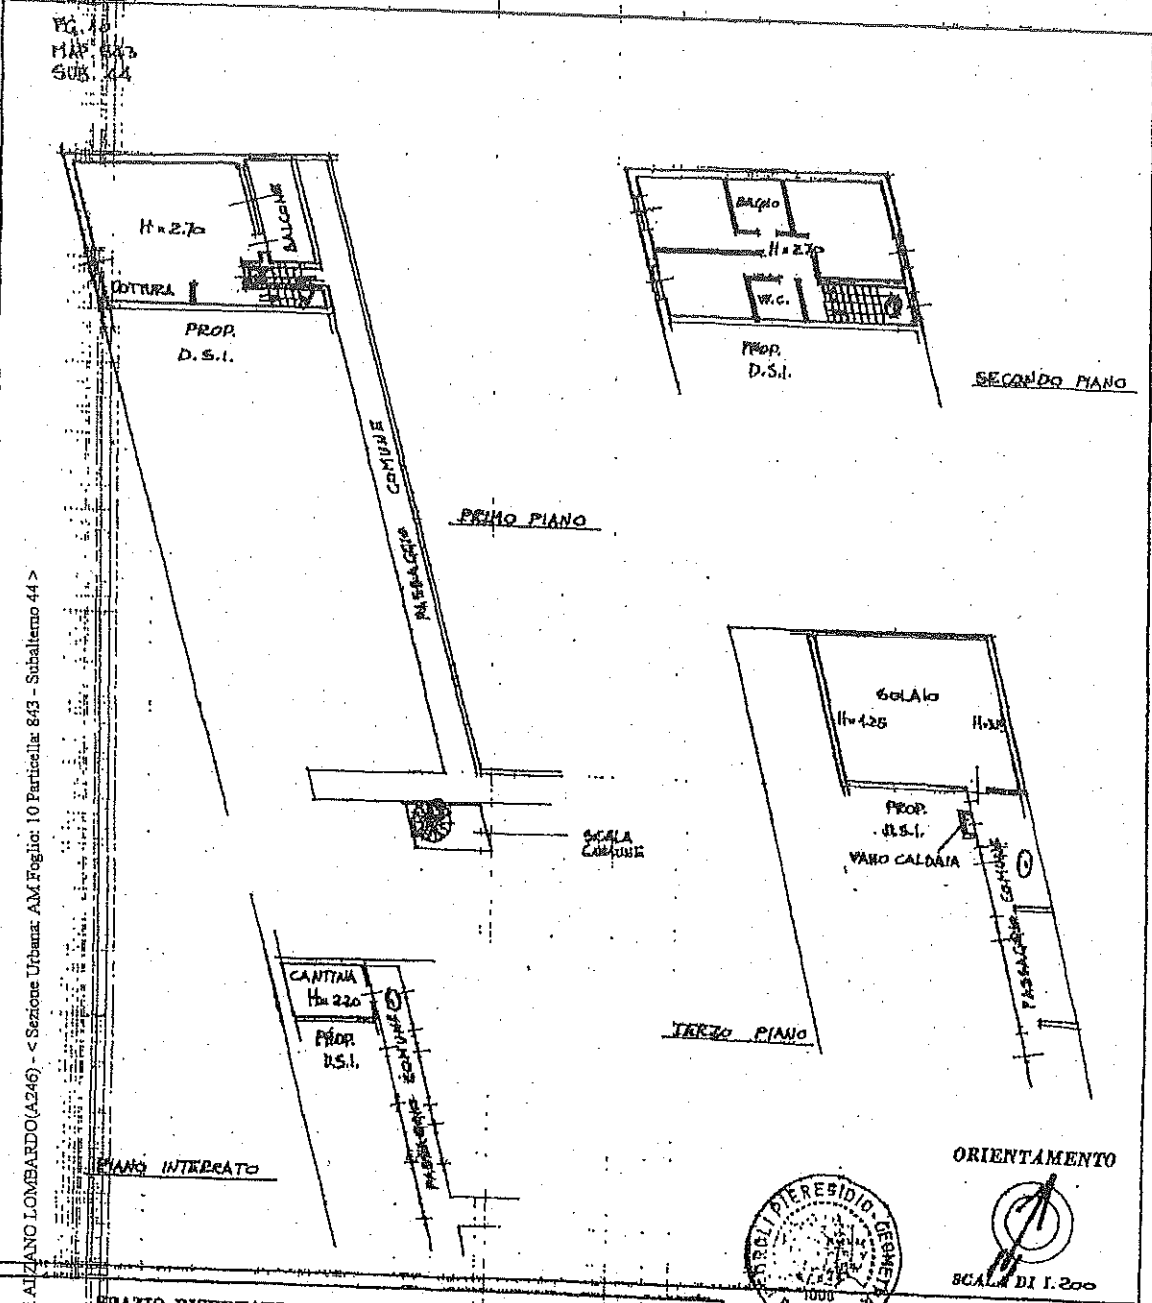 FG. 10
MAP. 843
SUB. 44
H=2.70
BALCONE
COTTURA
PROP.
D.S.I.
PASSAGGIO COMUNE
PRIMO PIANO
SCALA
COMUNE
BAGNO
H=2.70
W.C.
PROP.
D.S.I.
SECONDO PIANO
SOLAIO
H=1.25
PROP.
D.S.I.
VANO CALDAIA
PASSAGGIO COMUNE
TERZO PIANO
CANTINA
H=2.20
PROP.
D.S.I.
PASSAGGIO COMUNE
PIANO INTERRATO
ORIENTAMENTO
SCALA DI 1:200
PIERESIDIO - GEOMETRA
ALZANO LOMBARDO(A246) - < Sezione Urbana: AM Foglio: 10 Particella: 843 - Subalterno 44 >